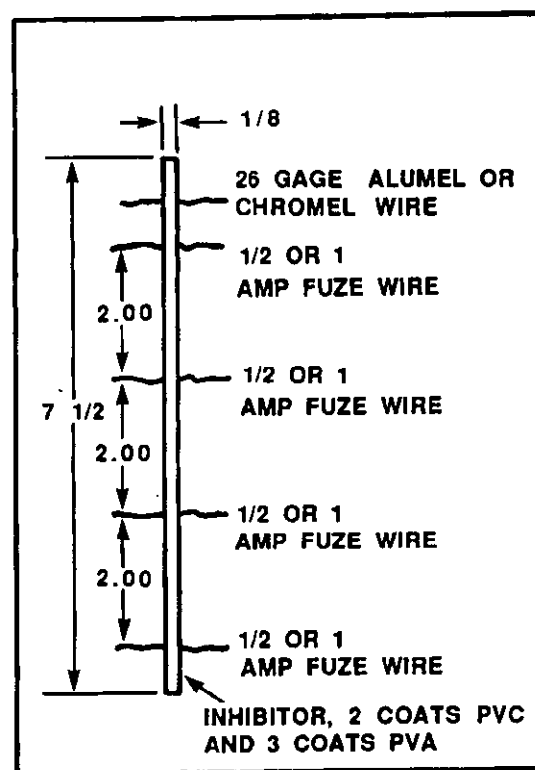 1/8
26 GAGE ALUMEL OR
CHROMEL WIRE
1/2 OR 1
AMP FUZE WIRE
2.00
1/2 OR 1
AMP FUZE WIRE
7 1/2
2.00
1/2 OR 1
AMP FUZE WIRE
2.00
1/2 OR 1
AMP FUZE WIRE
INHIBITOR, 2 COATS PVC
AND 3 COATS PVA